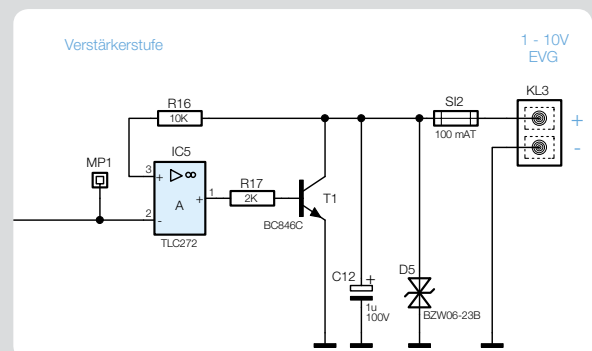 Verstärkerstufe
1 - 10V
EVG
KL3
R16
10K
SI2
100 mAT
+
-
MP1
IC5
3
+
∞
1
+
A
2
-
TLC272
R17
2K
T1
BC846C
C12
+
1u
100V
D5
BZW06-23B